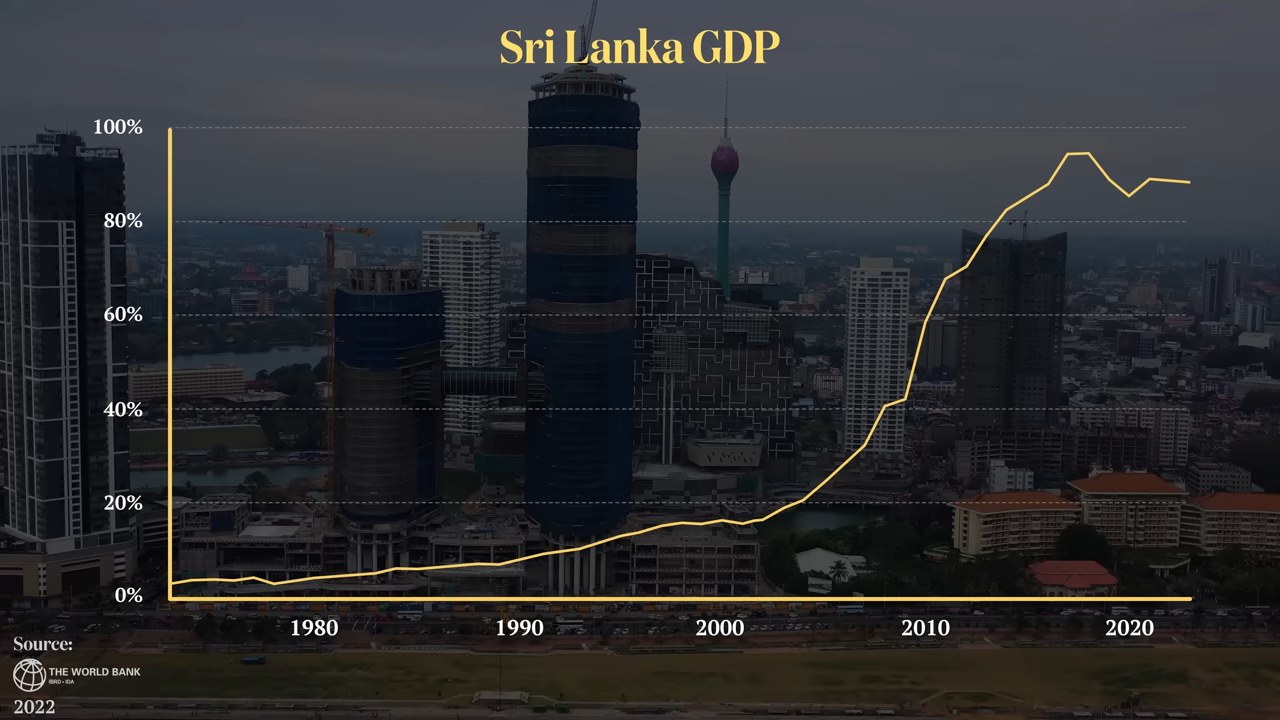 Sri Lanka GDP
100%
80%
60%
40%
20%
0%
1980 1990 2000 2010 2020
Source:
THE WORLD BANK
IBRD • IDA
2022